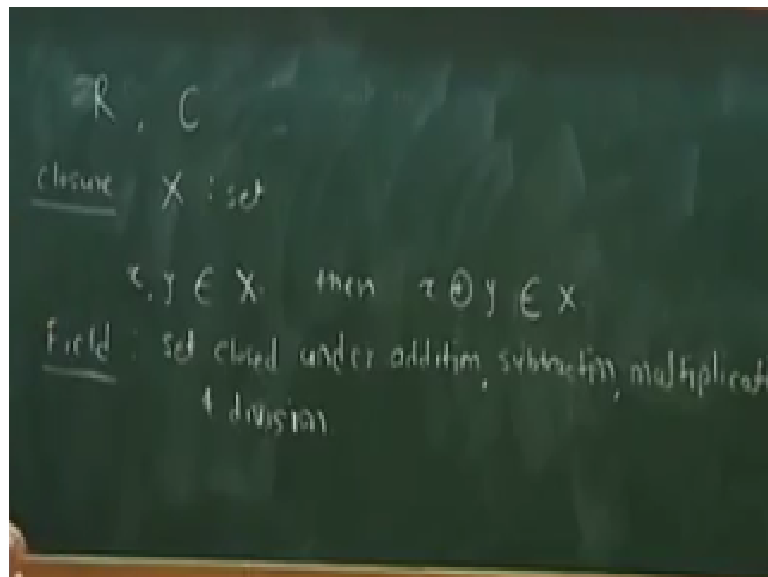 R, C
Closure X : set
x, y ∈ X. then x ⊕ y ∈ X.
Field : set closed under addition, subtraction, multiplicati
& division